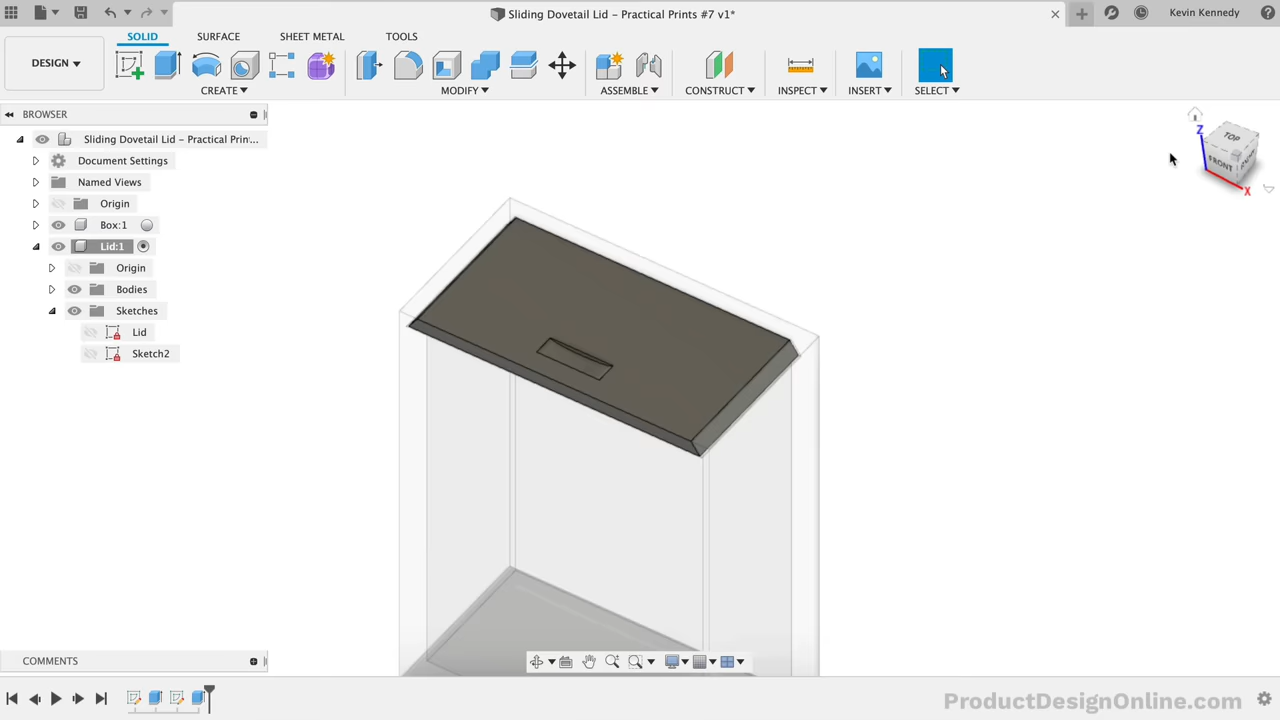 Sliding Dovetail Lid – Practical Prints #7 v1*
Kevin Kennedy
DESIGN
SOLID
SURFACE
SHEET METAL
TOOLS
CREATE
MODIFY
ASSEMBLE
CONSTRUCT
INSPECT
INSERT
SELECT
BROWSER
Sliding Dovetail Lid – Practical Prin...
Document Settings
Named Views
Origin
Box:1
Lid:1
Origin
Bodies
Sketches
Lid
Sketch2
Z
TOP
FRONT
X
COMMENTS
ProductDesignOnline.com